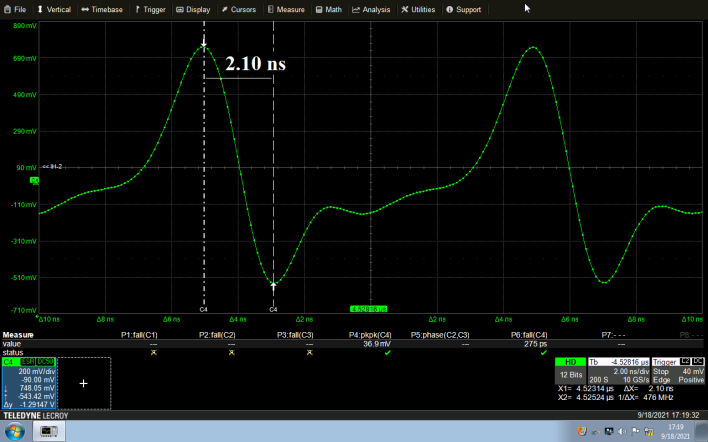 File Vertical Timebase Trigger Display Cursors Measure Math Analysis Utilities Support
890 mV
690 mV
490 mV
290 mV
90 mV
-110 mV
-310 mV
-510 mV
-710 mV
2.10 ns
<< IH-2
C4
C4 C4
4.52816 µs
Δ10 ns Δ8 ns Δ6 ns Δ4 ns Δ2 ns Δ2 ns Δ4 ns Δ6 ns Δ8 ns Δ10 ns
Measure P1:fall(C1) P2:fall(C2) P3:fall(C3) P4:pkpk(C4) P5:phase(C2,C3) P6:fall(C4) P7:- - - P8:- - -
value --- --- --- 36.9 mV --- 275 ps
status
C4 ESR DC50
200 mV/div
-90.00 mV
↓ 748.05 mV
↑ -543.42 mV
Δy -1.29147 V
+
HD
12 Bits
Tb -4.52816 µs
2.00 ns/div
200 S 10 GS/s
Trigger C2 DC
Stop 40 mV
Edge Positive
X1= 4.52314 µs ΔX= 2.10 ns
X2= 4.52524 µs 1/ΔX= 476 MHz
TELEDYNE LECROY
9/18/2021 17:19:32
17:19
9/18/2021